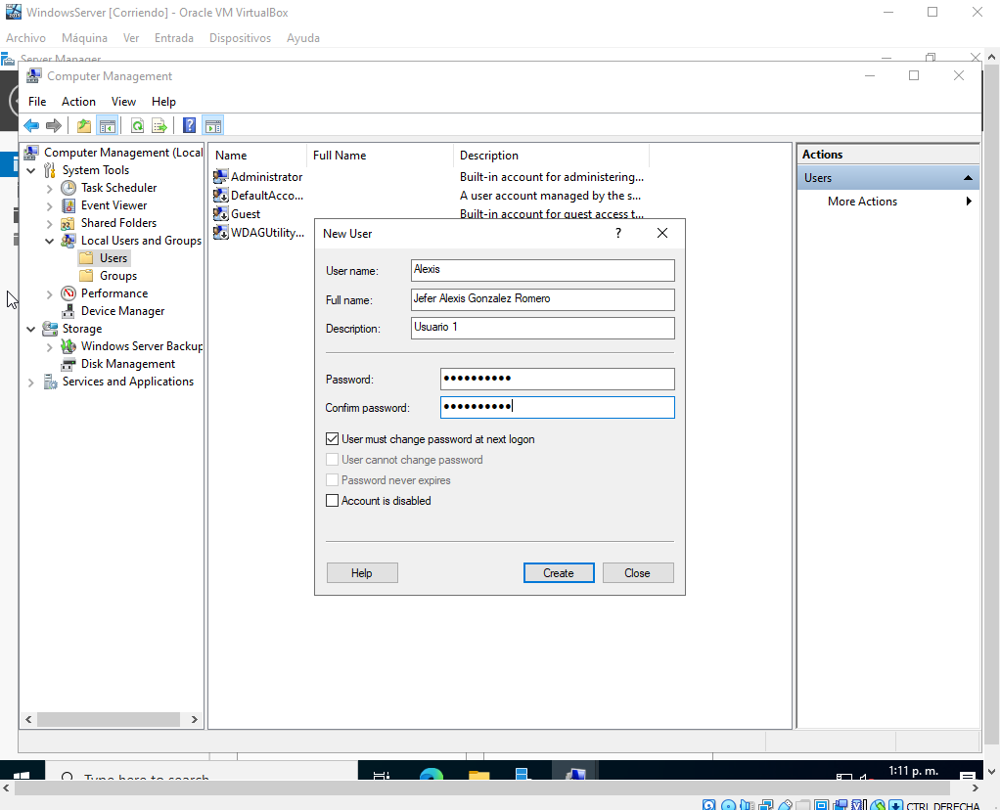 WindowsServer [Corriendo] - Oracle VM VirtualBox
Archivo Máquina Ver Entrada Dispositivos Ayuda
Server Manager
Computer Management
File Action View Help
Computer Management (Local
System Tools
Task Scheduler
Event Viewer
Shared Folders
Local Users and Groups
Users
Groups
Performance
Device Manager
Storage
Windows Server Backup
Disk Management
Services and Applications
Name Full Name Description
Administrator Built-in account for administering...
DefaultAcco... A user account managed by the s...
Guest Built-in account for guest access t...
WDAGUtility...
Actions
Users
More Actions
New User ?
User name: Alexis
Full name: Jefer Alexis Gonzalez Romero
Description: Usuario 1
Password: ●●●●●●●●●●
Confirm password: ●●●●●●●●●●
User must change password at next logon
User cannot change password
Password never expires
Account is disabled
Help Create Close
Type here to search
1:11 p. m.
CTRL DERECHA